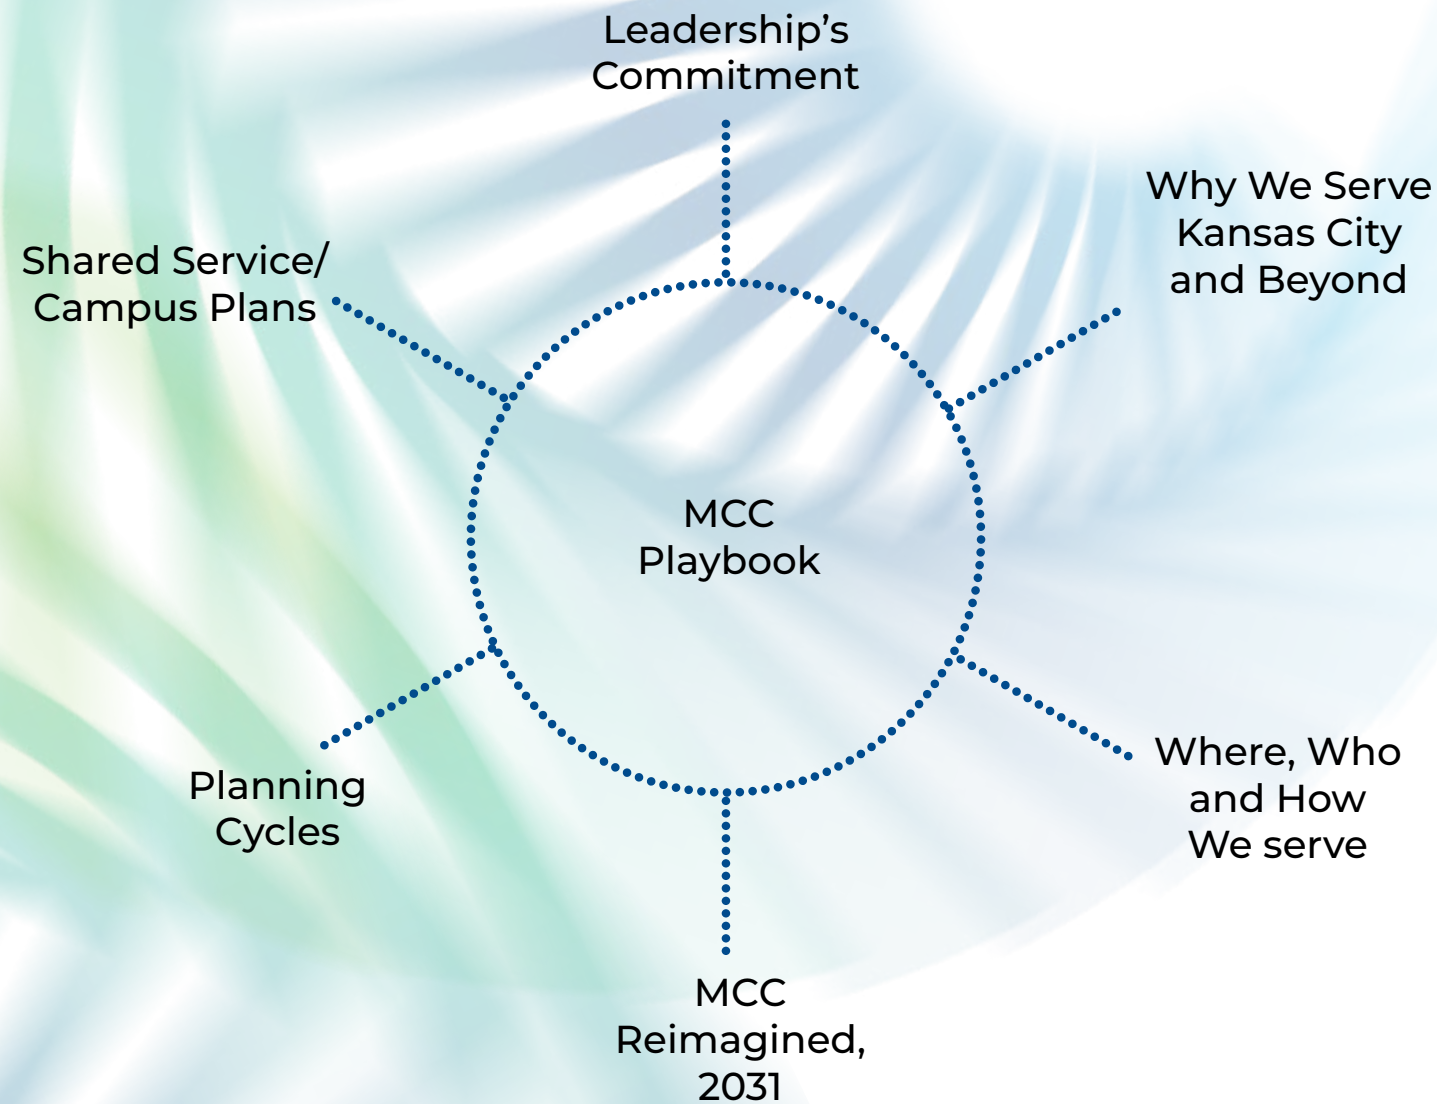 Leadership’s
Commitment
Why We Serve
Kansas City
and Beyond
Shared Service/
Campus Plans
MCC
Playbook
Where, Who
and How
We serve
Planning
Cycles
MCC
Reimagined,
2031